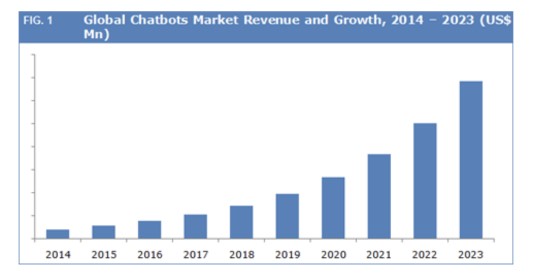 FIG. 1 Global Chatbots Market Revenue and Growth, 2014 – 2023 (US$
Mn)
2014 2015 2016 2017 2018 2019 2020 2021 2022 2023